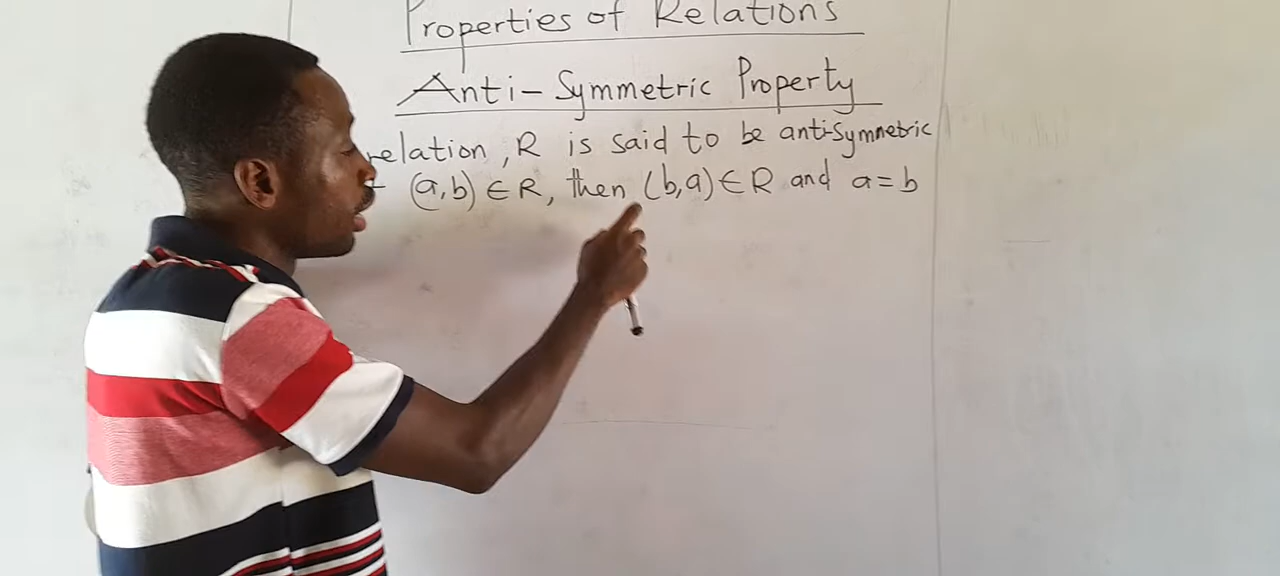 Properties of Relations
Anti-Symmetric Property
relation, R is said to be anti-symmetric
(a,b) ∈ R, then (b,a) ∈ R and a=b